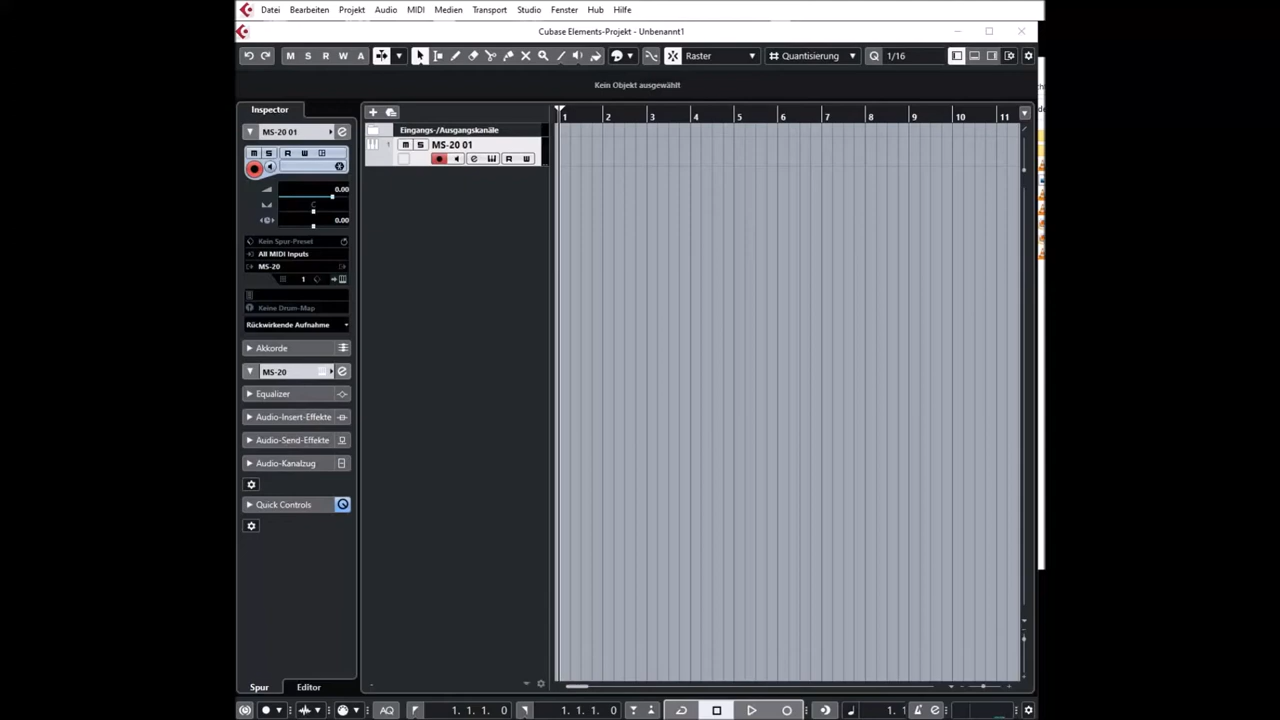 Datei Bearbeiten Projekt Audio MIDI Medien Transport Studio Fenster Hub Hilfe
Cubase Elements-Projekt - Unbenannt1
M S R W A Raster Quantisierung 1/16
Kein Objekt ausgewählt
Inspector
1 2 3 4 5 6 7 8 9 10 11
Eingangs-/Ausgangskanäle
MS-20 01
1 m S MS-20 01
R W
m S R W
0.00
C
0.00
Kein Spur-Preset
All MIDI Inputs
MS-20
1
Keine Drum-Map
Rückwirkende Aufnahme
Akkorde
MS-20
Equalizer
Audio-Insert-Effekte
Audio-Send-Effekte
Audio-Kanalzug
Quick Controls
Spur Editor
AQ 1. 1. 1. 0 1. 1. 1. 0 1. 1